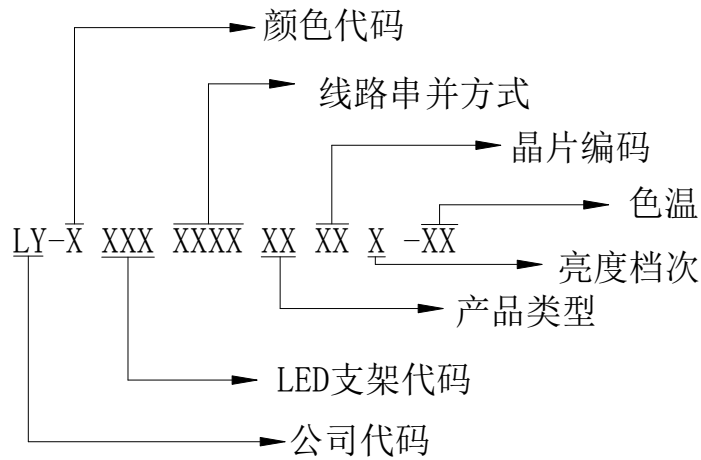 颜色代码
线路串并方式
晶片编码
色温
LY-X XXX XXXX XX XX X -XX
亮度档次
产品类型
LED支架代码
公司代码